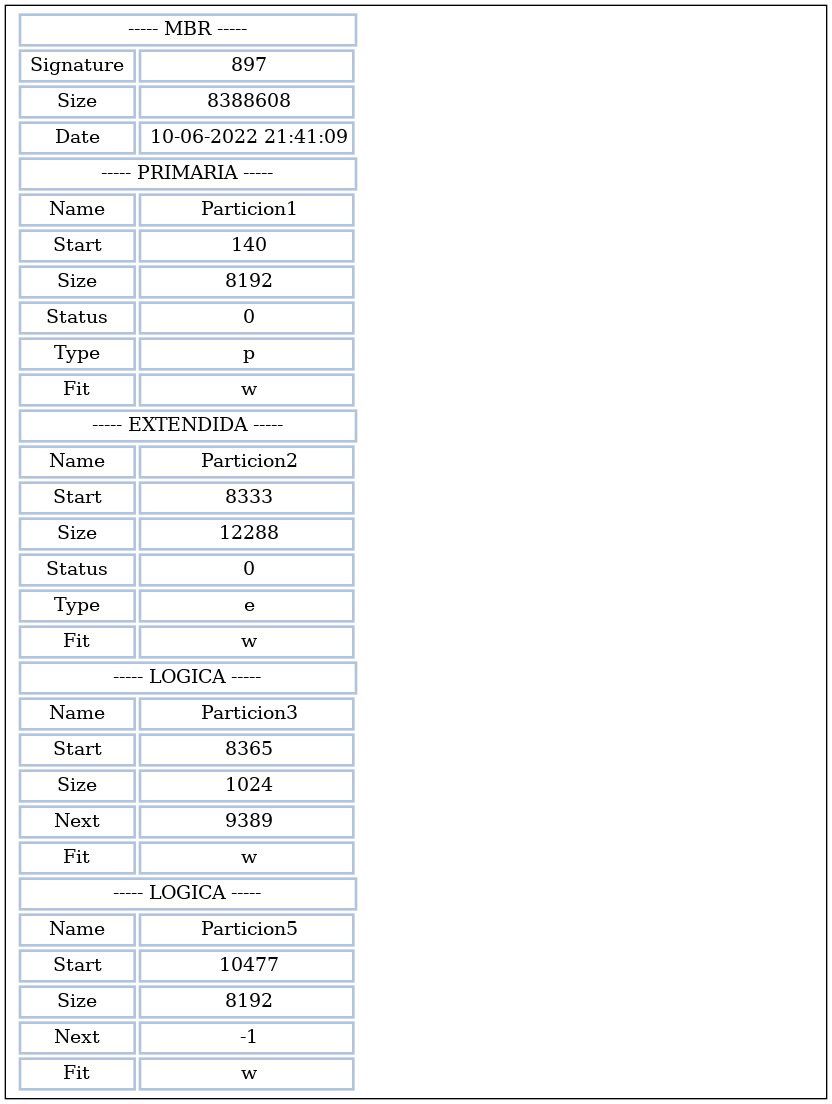 ----- MBR -----
Signature 897
Size 8388608
Date 10-06-2022 21:41:09
----- PRIMARIA -----
Name Particion1
Start 140
Size 8192
Status 0
Type p
Fit w
----- EXTENDIDA -----
Name Particion2
Start 8333
Size 12288
Status 0
Type e
Fit w
----- LOGICA -----
Name Particion3
Start 8365
Size 1024
Next 9389
Fit w
----- LOGICA -----
Name Particion5
Start 10477
Size 8192
Next -1
Fit w